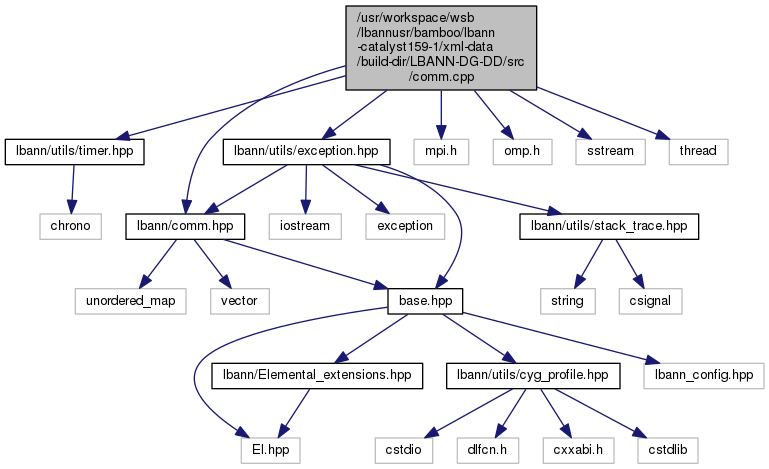 /usr/workspace/wsb
/lbannusr/bamboo/lbann
-catalyst159-1/xml-data
/build-dir/LBANN-DG-DD/src
/comm.cpp
lbann/utils/timer.hpp
lbann/utils/exception.hpp
mpi.h
omp.h
sstream
thread
chrono
lbann/comm.hpp
iostream
exception
lbann/utils/stack_trace.hpp
unordered_map
vector
base.hpp
string
csignal
lbann/Elemental_extensions.hpp
lbann/utils/cyg_profile.hpp
lbann_config.hpp
El.hpp
cstdio
dlfcn.h
cxxabi.h
cstdlib